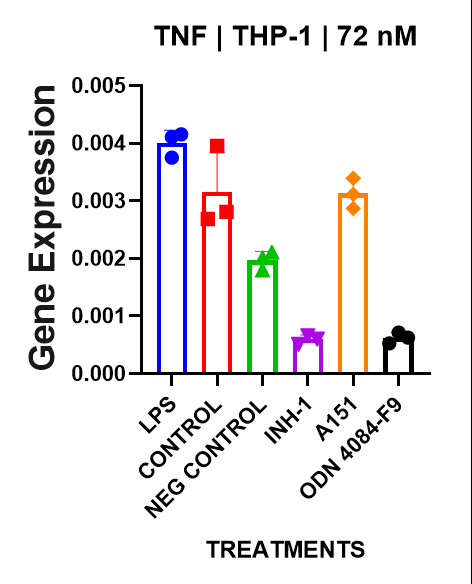 TNF | THP-1 | 72 nM
Gene Expression
0.005
0.004
0.003
0.002
0.001
0.000
LPS
CONTROL
NEG CONTROL
INH-1
A151
ODN 4084-F9
TREATMENTS